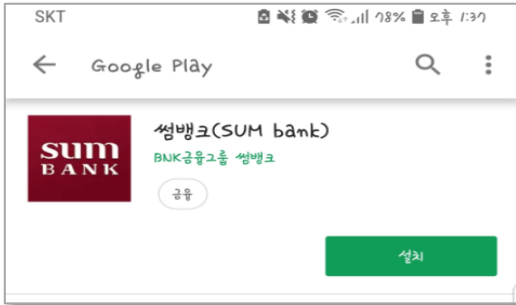 SKT 78% 오후 1:37
Google Play
썸뱅크(SUM bank)
BNK금융그룹 썸뱅크
sum
BANK
금융
설치